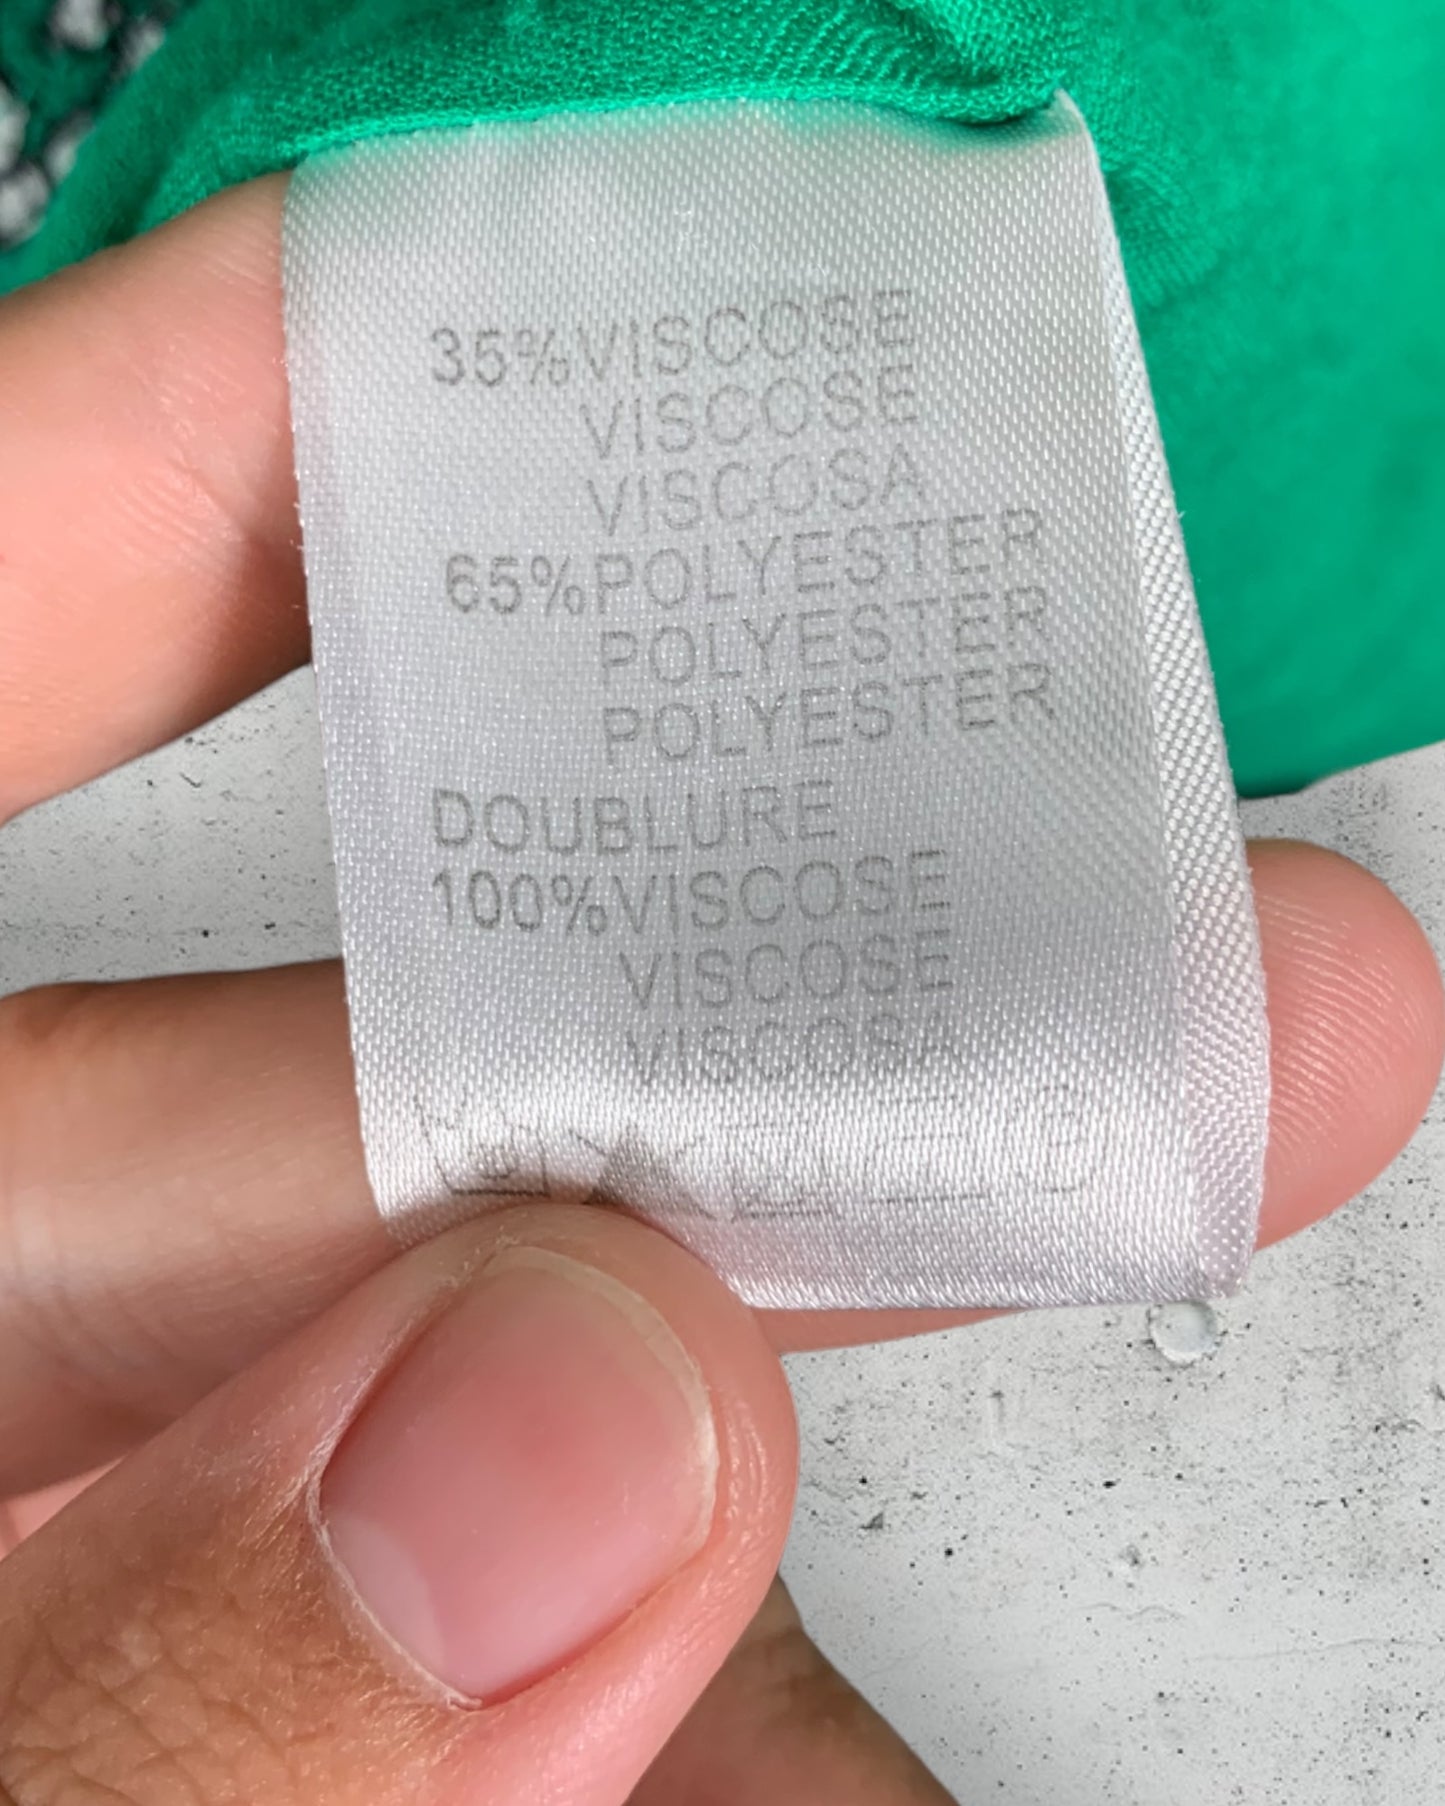 35%VISCOSE
VISCOSE
VISCOSA
65%POLYESTER
POLYESTER
POLYESTER
DOUBLURE
100%VISCOSE
VISCOSE
VISCOSA